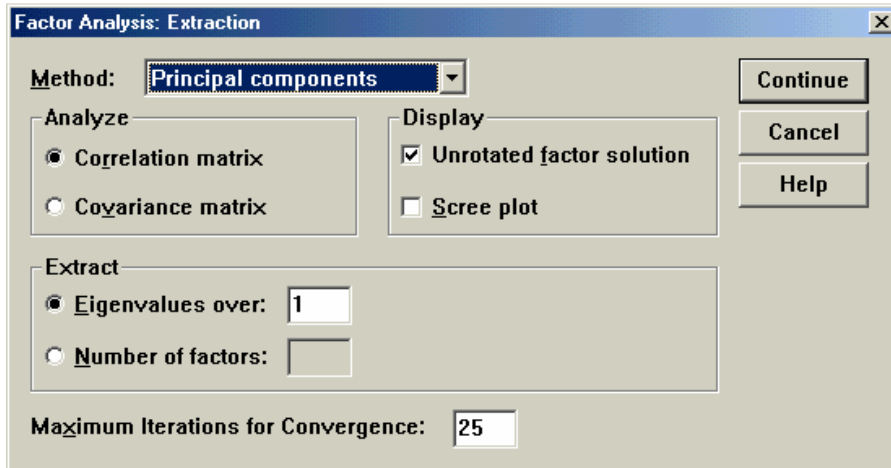 Factor Analysis: Extraction
Method: Principal components
Continue
Analyze
Display
Cancel
Correlation matrix
Unrotated factor solution
Help
Covariance matrix
Scree plot
Extract
Eigenvalues over: 1
Number of factors:
Maximum Iterations for Convergence: 25